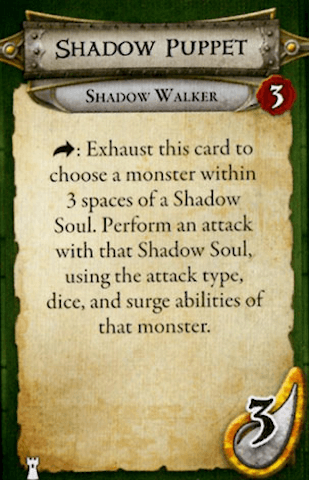 SHADOW PUPPET
SHADOW WALKER
3
: Exhaust this card to
choose a monster within
3 spaces of a Shadow
Soul. Perform an attack
with that Shadow Soul,
using the attack type,
dice, and surge abilities of
that monster.
3